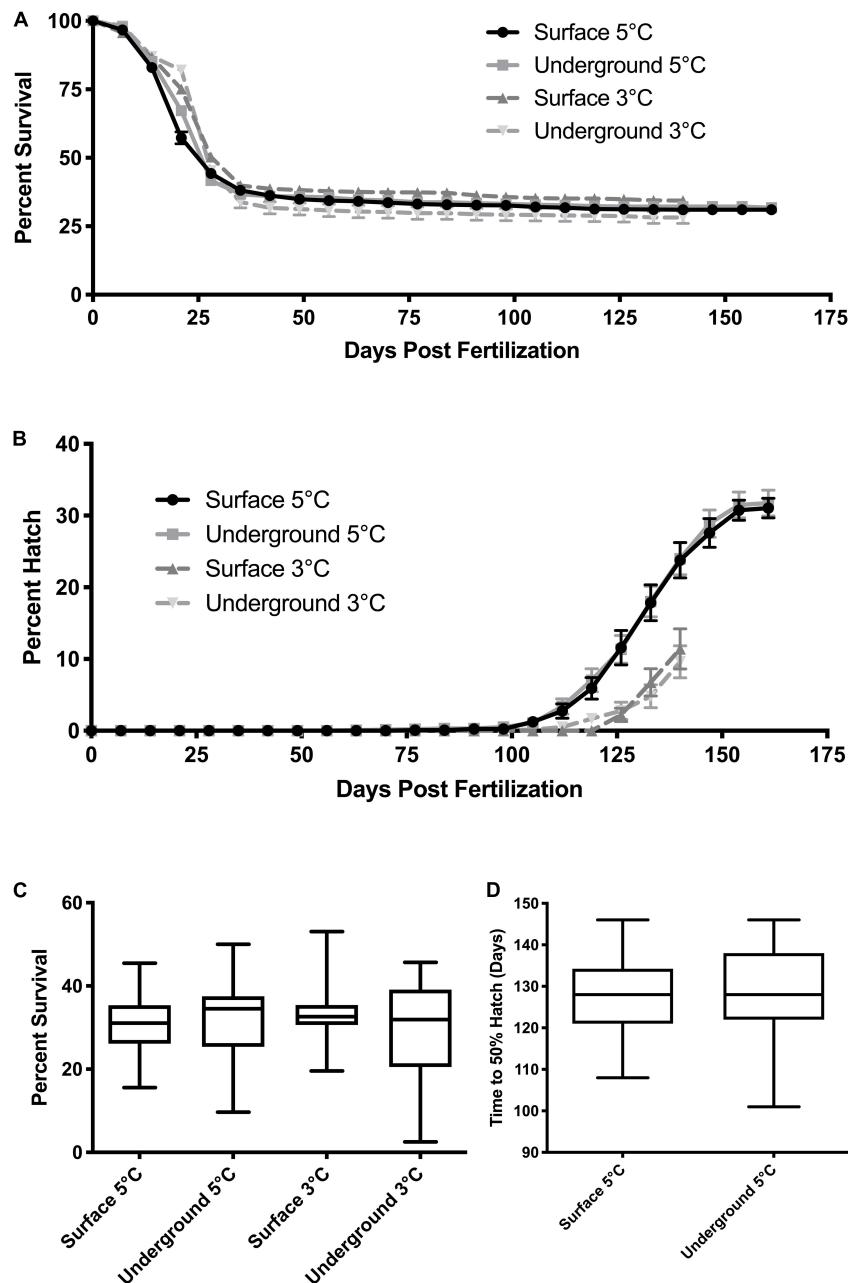 A
100
75
50
25
0
Percent Survival
0 25 50 75 100 125 150 175
Days Post Fertilization
Surface 5°C
Underground 5°C
Surface 3°C
Underground 3°C
B
40
30
20
10
0
Percent Hatch
0 25 50 75 100 125 150 175
Days Post Fertilization
Surface 5°C
Underground 5°C
Surface 3°C
Underground 3°C
C
60
40
20
0
Percent Survival
Surface 5°C
Underground 5°C
Surface 3°C
Underground 3°C
D
150
140
130
120
110
100
90
Time to 50% Hatch (Days)
Surface 5°C
Underground 5°C